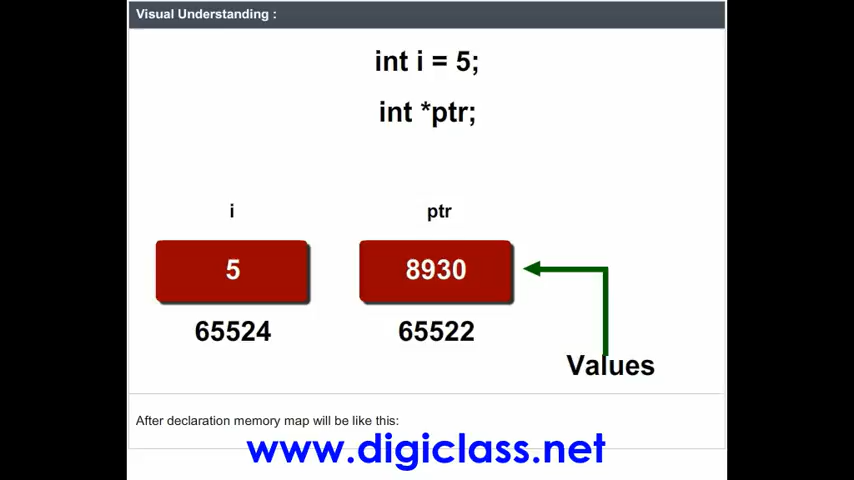 Visual Understanding :
int i = 5;
int *ptr;
i ptr
5 8930
65524 65522
Values
After declaration memory map will be like this:
www.digiclass.net